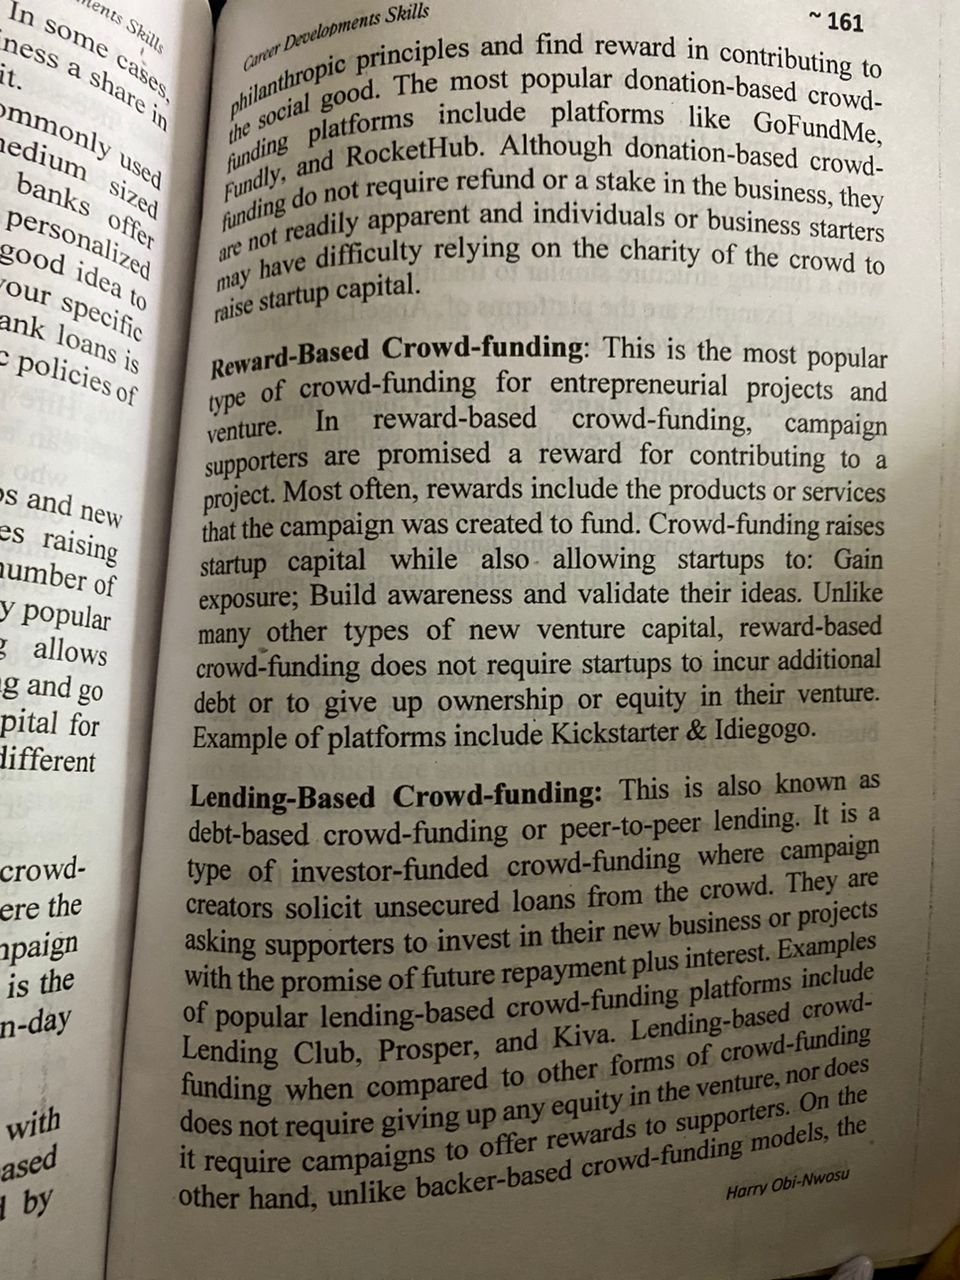 ments Skills
In some cases,
iness a share in
it.
ommonly used
nedium sized
banks offer
personalized
good idea to
your specific
ank loans is
c policies of
os and new
es raising
number of
y popular
g allows
ng and go
pital for
different
crowd-
ere the
npaign
is the
n-day
with
ased
d by
Career Developments Skills
~ 161
philanthropic principles and find reward in contributing to
the social good. The most popular donation-based crowd-
funding platforms include platforms like GoFundMe,
Fundly, and RocketHub. Although donation-based crowd-
funding do not require refund or a stake in the business, they
are not readily apparent and individuals or business starters
may have difficulty relying on the charity of the crowd to
raise startup capital.
Reward-Based Crowd-funding: This is the most popular
type of crowd-funding for entrepreneurial projects and
venture. In reward-based crowd-funding, campaign
supporters are promised a reward for contributing to a
project. Most often, rewards include the products or services
that the campaign was created to fund. Crowd-funding raises
startup capital while also allowing startups to: Gain
exposure; Build awareness and validate their ideas. Unlike
many other types of new venture capital, reward-based
crowd-funding does not require startups to incur additional
debt or to give up ownership or equity in their venture.
Example of platforms include Kickstarter & Idiegogo.
Lending-Based Crowd-funding: This is also known as
debt-based crowd-funding or peer-to-peer lending. It is a
type of investor-funded crowd-funding where campaign
creators solicit unsecured loans from the crowd. They are
asking supporters to invest in their new business or projects
with the promise of future repayment plus interest. Examples
of popular lending-based crowd-funding platforms include
Lending Club, Prosper, and Kiva. Lending-based crowd-
funding when compared to other forms of crowd-funding
does not require giving up any equity in the venture, nor does
it require campaigns to offer rewards to supporters. On the
other hand, unlike backer-based crowd-funding models, the
Harry Obi-Nwosu